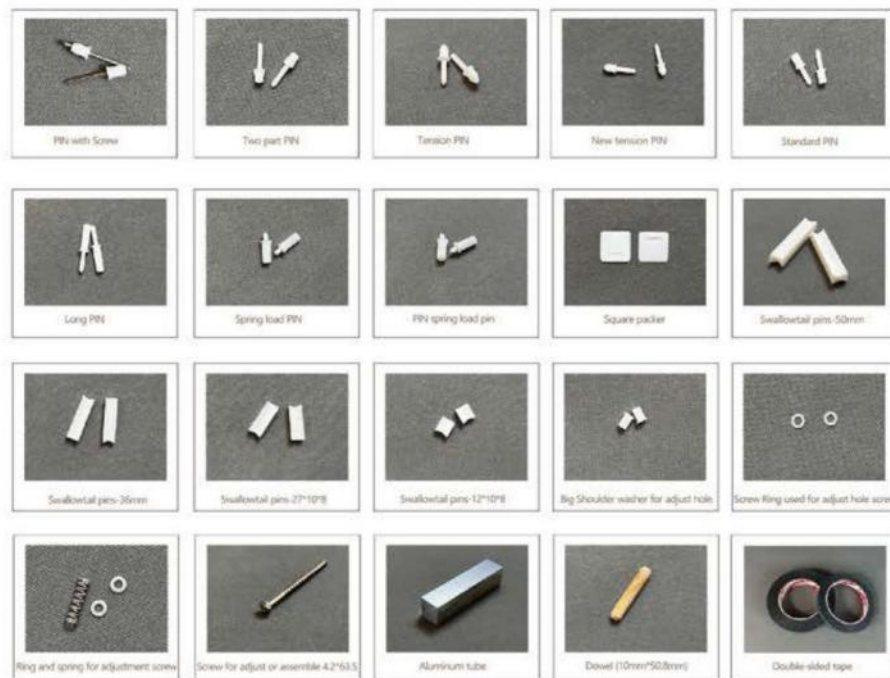 PIN with Screw
Two part PIN
Tension PIN
New tension PIN
Standard PIN
Long PIN
Spring load PIN
PIN spring load pin
Square packer
Swallowtail pins-50mm
Swallowtail pins-36mm
Swallowtail pins-27*10*8
Swallowtail pins-12*10*8
Big Shoulder washer for adjust hole
Screw Ring used for adjust hole screw
Ring and spring for adjustment screw
Screw for adjust or assemble 4.2*63.5
Aluminum tube
Dowel (10mm*50.8mm)
Double-sided tape